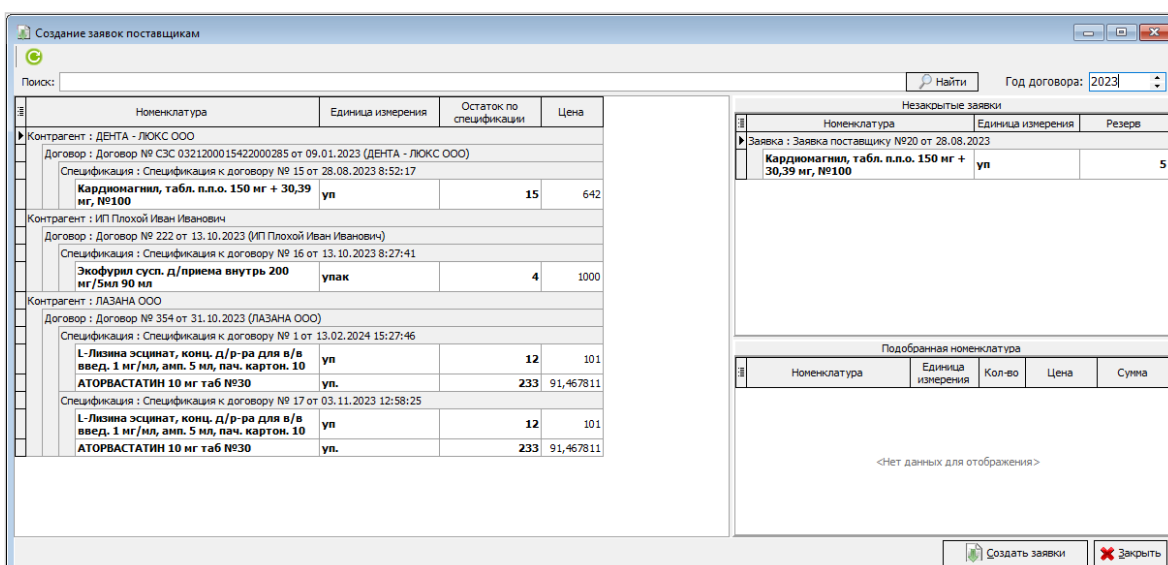 Создание заявок поставщикам
Поиск:
Найти
Год договора: 2023
Номенклатура Единица измерения Остаток по спецификации Цена
Контрагент : ДЕНТА - ЛЮКС ООО
Договор : Договор № СЗС 0321200015422000285 от 09.01.2023 (ДЕНТА - ЛЮКС ООО)
Спецификация : Спецификация к договору № 15 от 28.08.2023 8:52:17
Кардиомагнил, табл. п.п.о. 150 мг + 30,39 уп 15 642
мг, №100
Контрагент : ИП Плохой Иван Иванович
Договор : Договор № 222 от 13.10.2023 (ИП Плохой Иван Иванович)
Спецификация : Спецификация к договору № 16 от 13.10.2023 8:27:41
Экофурил сусп. д/приема внутрь 200 упак 4 1000
мг/5мл 90 мл
Контрагент : ЛАЗАНА ООО
Договор : Договор № 354 от 31.10.2023 (ЛАЗАНА ООО)
Спецификация : Спецификация к договору № 1 от 13.02.2024 15:27:46
L-Лизина эсцинат, конц. д/р-ра для в/в уп 12 101
введ. 1 мг/мл, амп. 5 мл, пач. картон. 10
АТОРВАСТАТИН 10 мг таб №30 уп. 233 91,467811
Спецификация : Спецификация к договору № 17 от 03.11.2023 12:58:25
L-Лизина эсцинат, конц. д/р-ра для в/в уп 12 101
введ. 1 мг/мл, амп. 5 мл, пач. картон. 10
АТОРВАСТАТИН 10 мг таб №30 уп. 233 91,467811
Незакрытые заявки
Номенклатура Единица измерения Резерв
Заявка : Заявка поставщику №20 от 28.08.2023
Кардиомагнил, табл. п.п.о. 150 мг + уп 5
30,39 мг, №100
Подобранная номенклатура
Номенклатура Единица измерения Кол-во Цена Сумма
<Нет данных для отображения>
Создать заявки
Закрыть